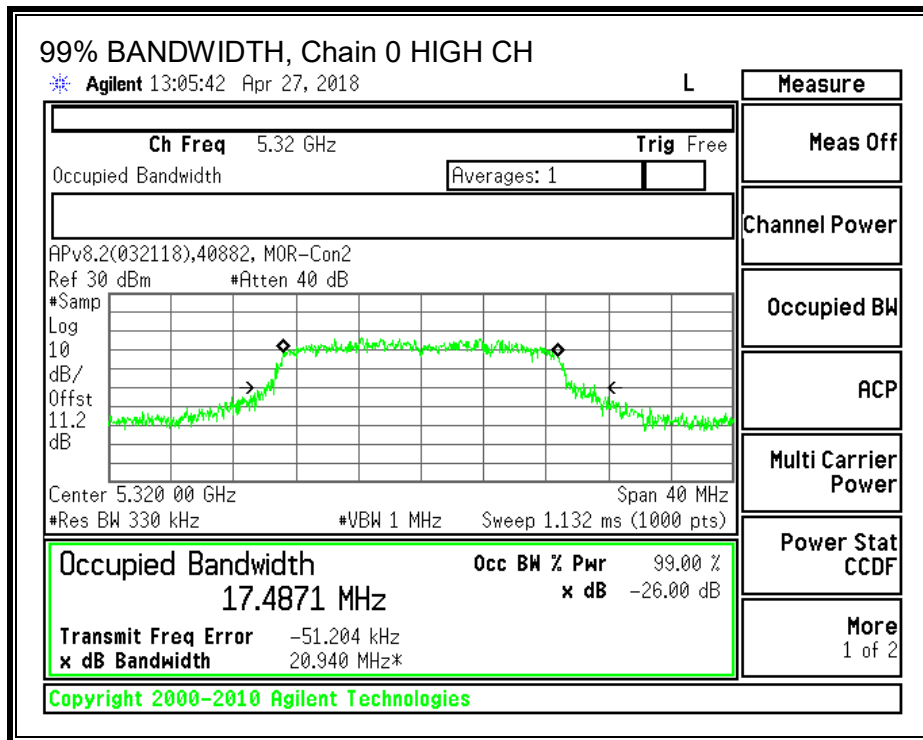 99% BANDWIDTH, Chain 0 HIGH CH
Agilent 13:05:42 Apr 27, 2018 L
Measure
Ch Freq 5.32 GHz Trig Free
Meas Off
Occupied Bandwidth Averages: 1
Channel Power
APv8.2(032118),40882, MOR-Con2
Ref 30 dBm #Atten 40 dB
#Samp
Log
10
dB/
Offst
11.2
dB
Occupied BW
ACP
Multi Carrier
Power
Center 5.320 00 GHz Span 40 MHz
#Res BW 330 kHz #VBW 1 MHz Sweep 1.132 ms (1000 pts)
Power Stat
CCDF
Occupied Bandwidth Occ BW % Pwr 99.00 %
17.4871 MHz x dB -26.00 dB
Transmit Freq Error -51.204 kHz
x dB Bandwidth 20.940 MHz*
More
1 of 2
Copyright 2000-2010 Agilent Technologies